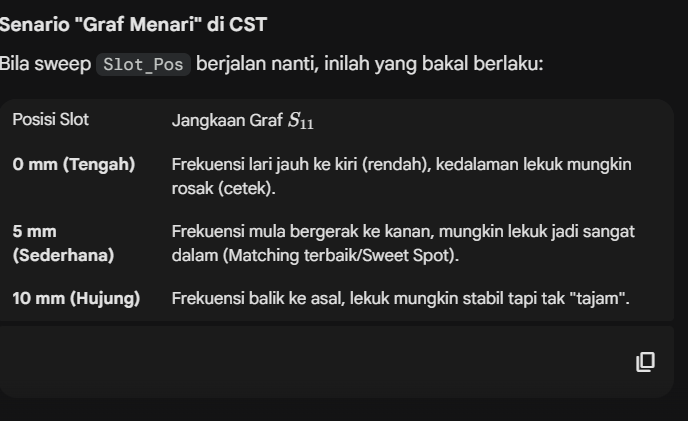 Senario "Graf Menari" di CST
Bila sweep Slot_Pos berjalan nanti, inilah yang bakal berlaku:
Posisi Slot Jangkaan Graf S11
0 mm (Tengah) Frekuensi lari jauh ke kiri (rendah), kedalaman lekuk mungkin
rosak (cetek).
5 mm Frekuensi mula bergerak ke kanan, mungkin lekuk jadi sangat
(Sederhana) dalam (Matching terbaik/Sweet Spot).
10 mm (Hujung) Frekuensi balik ke asal, lekuk mungkin stabil tapi tak "tajam".